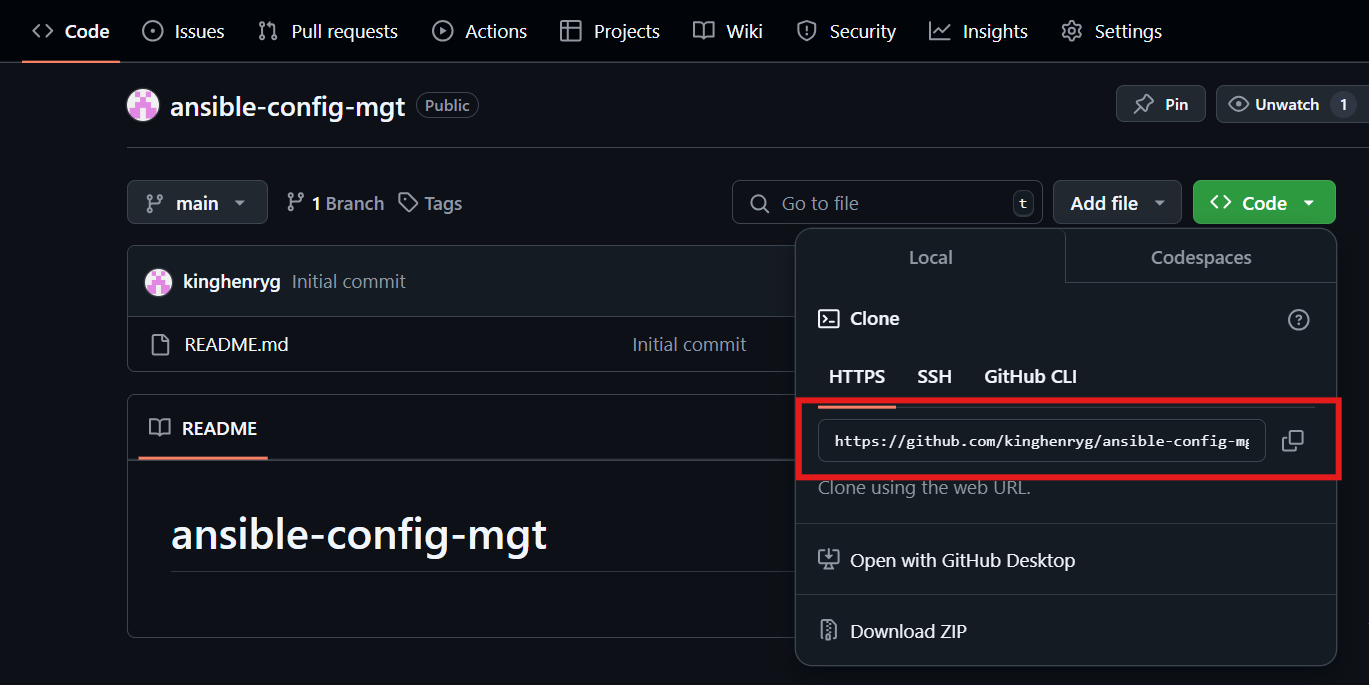 Code Issues Pull requests Actions Projects Wiki Security Insights Settings
ansible-config-mgt Public Pin Unwatch 1
main 1 Branch Tags Go to file t Add file Code
Local Codespaces
kinghenryg Initial commit
Clone
README.md Initial commit
HTTPS SSH GitHub CLI
README
https://github.com/kinghenryg/ansible-config-mg
Clone using the web URL.
ansible-config-mgt
Open with GitHub Desktop
Download ZIP